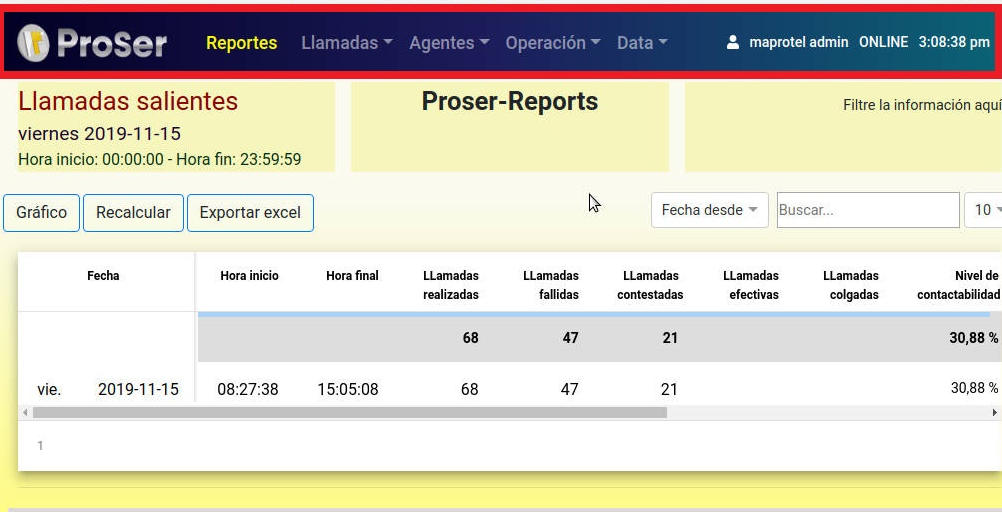 ProSer Reportes Llamadas Agentes Operación Data maprotel admin ONLINE 3:08:38 pm
Llamadas salientes
viernes 2019-11-15
Hora inicio: 00:00:00 - Hora fin: 23:59:59
Proser-Reports
Filtre la información aquí
Gráfico Recalcular Exportar excel Fecha desde Buscar... 10
Fecha Hora inicio Hora final LLamadas realizadas LLamadas fallidas LLamadas contestadas LLamadas efectivas LLamadas colgadas Nivel de contactabilidad
68 47 21 30,88 %
vie. 2019-11-15 08:27:38 15:05:08 68 47 21 30,88 %
1